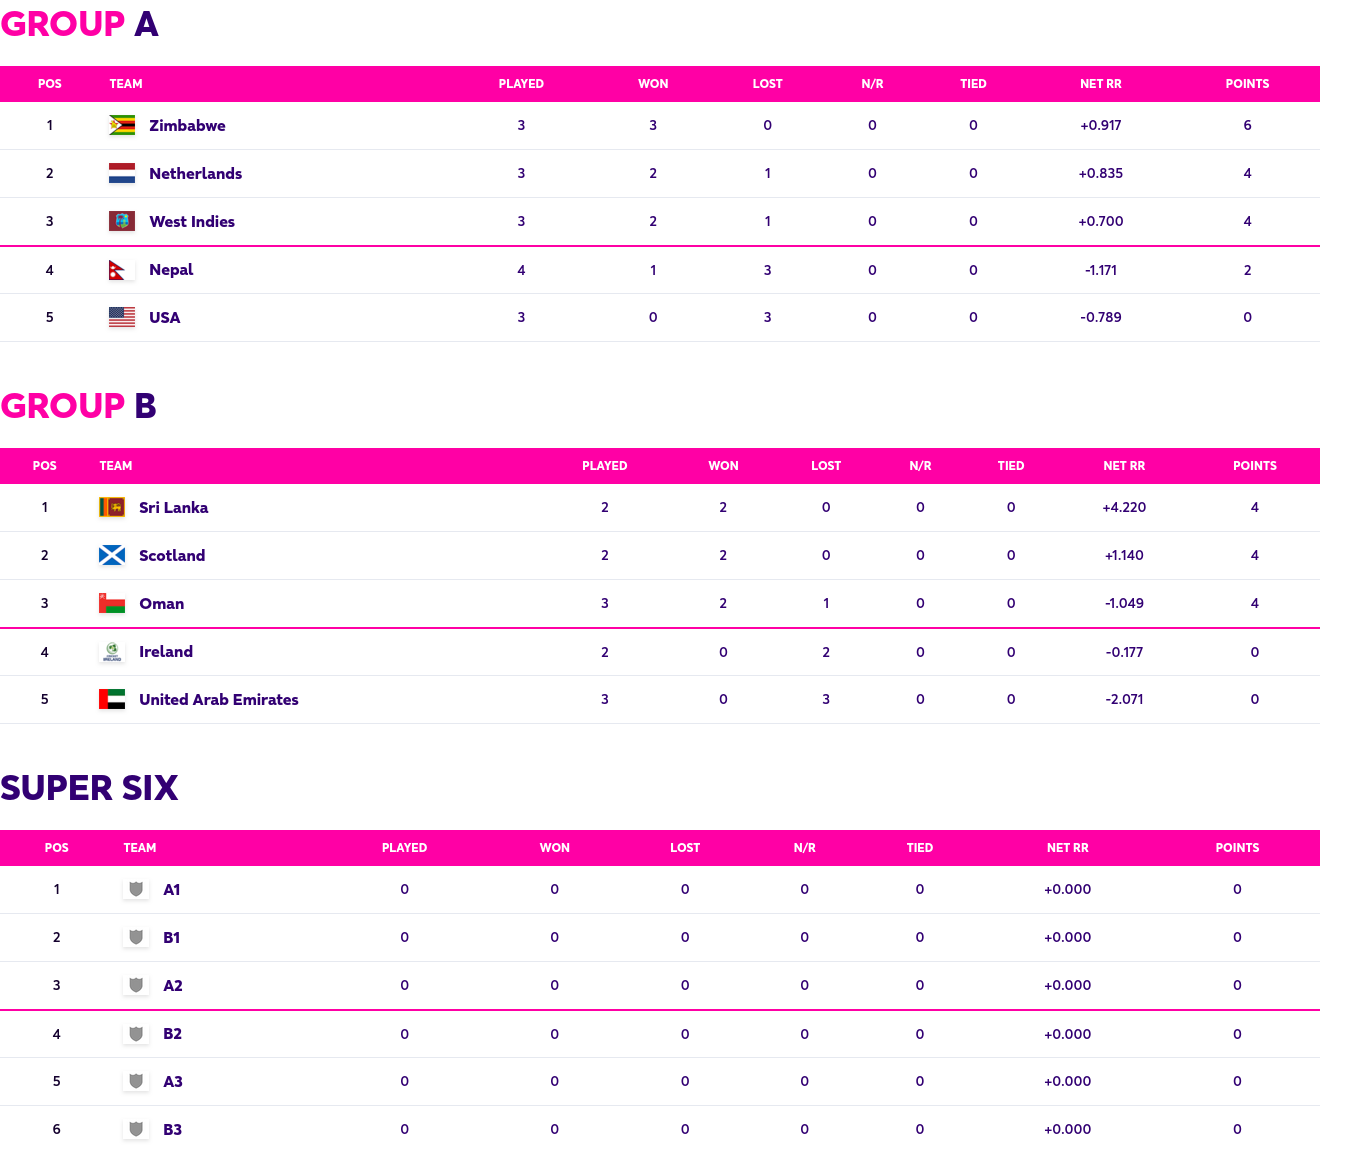 GROUP A
POS TEAM PLAYED WON LOST N/R TIED NET RR POINTS
1 Zimbabwe 3 3 0 0 0 +0.917 6
2 Netherlands 3 2 1 0 0 +0.835 4
3 West Indies 3 2 1 0 0 +0.700 4
4 Nepal 4 1 3 0 0 -1.171 2
5 USA 3 0 3 0 0 -0.789 0
GROUP B
POS TEAM PLAYED WON LOST N/R TIED NET RR POINTS
1 Sri Lanka 2 2 0 0 0 +4.220 4
2 Scotland 2 2 0 0 0 +1.140 4
3 Oman 3 2 1 0 0 -1.049 4
4 Ireland 2 0 2 0 0 -0.177 0
5 United Arab Emirates 3 0 3 0 0 -2.071 0
SUPER SIX
POS TEAM PLAYED WON LOST N/R TIED NET RR POINTS
1 A1 0 0 0 0 0 +0.000 0
2 B1 0 0 0 0 0 +0.000 0
3 A2 0 0 0 0 0 +0.000 0
4 B2 0 0 0 0 0 +0.000 0
5 A3 0 0 0 0 0 +0.000 0
6 B3 0 0 0 0 0 +0.000 0